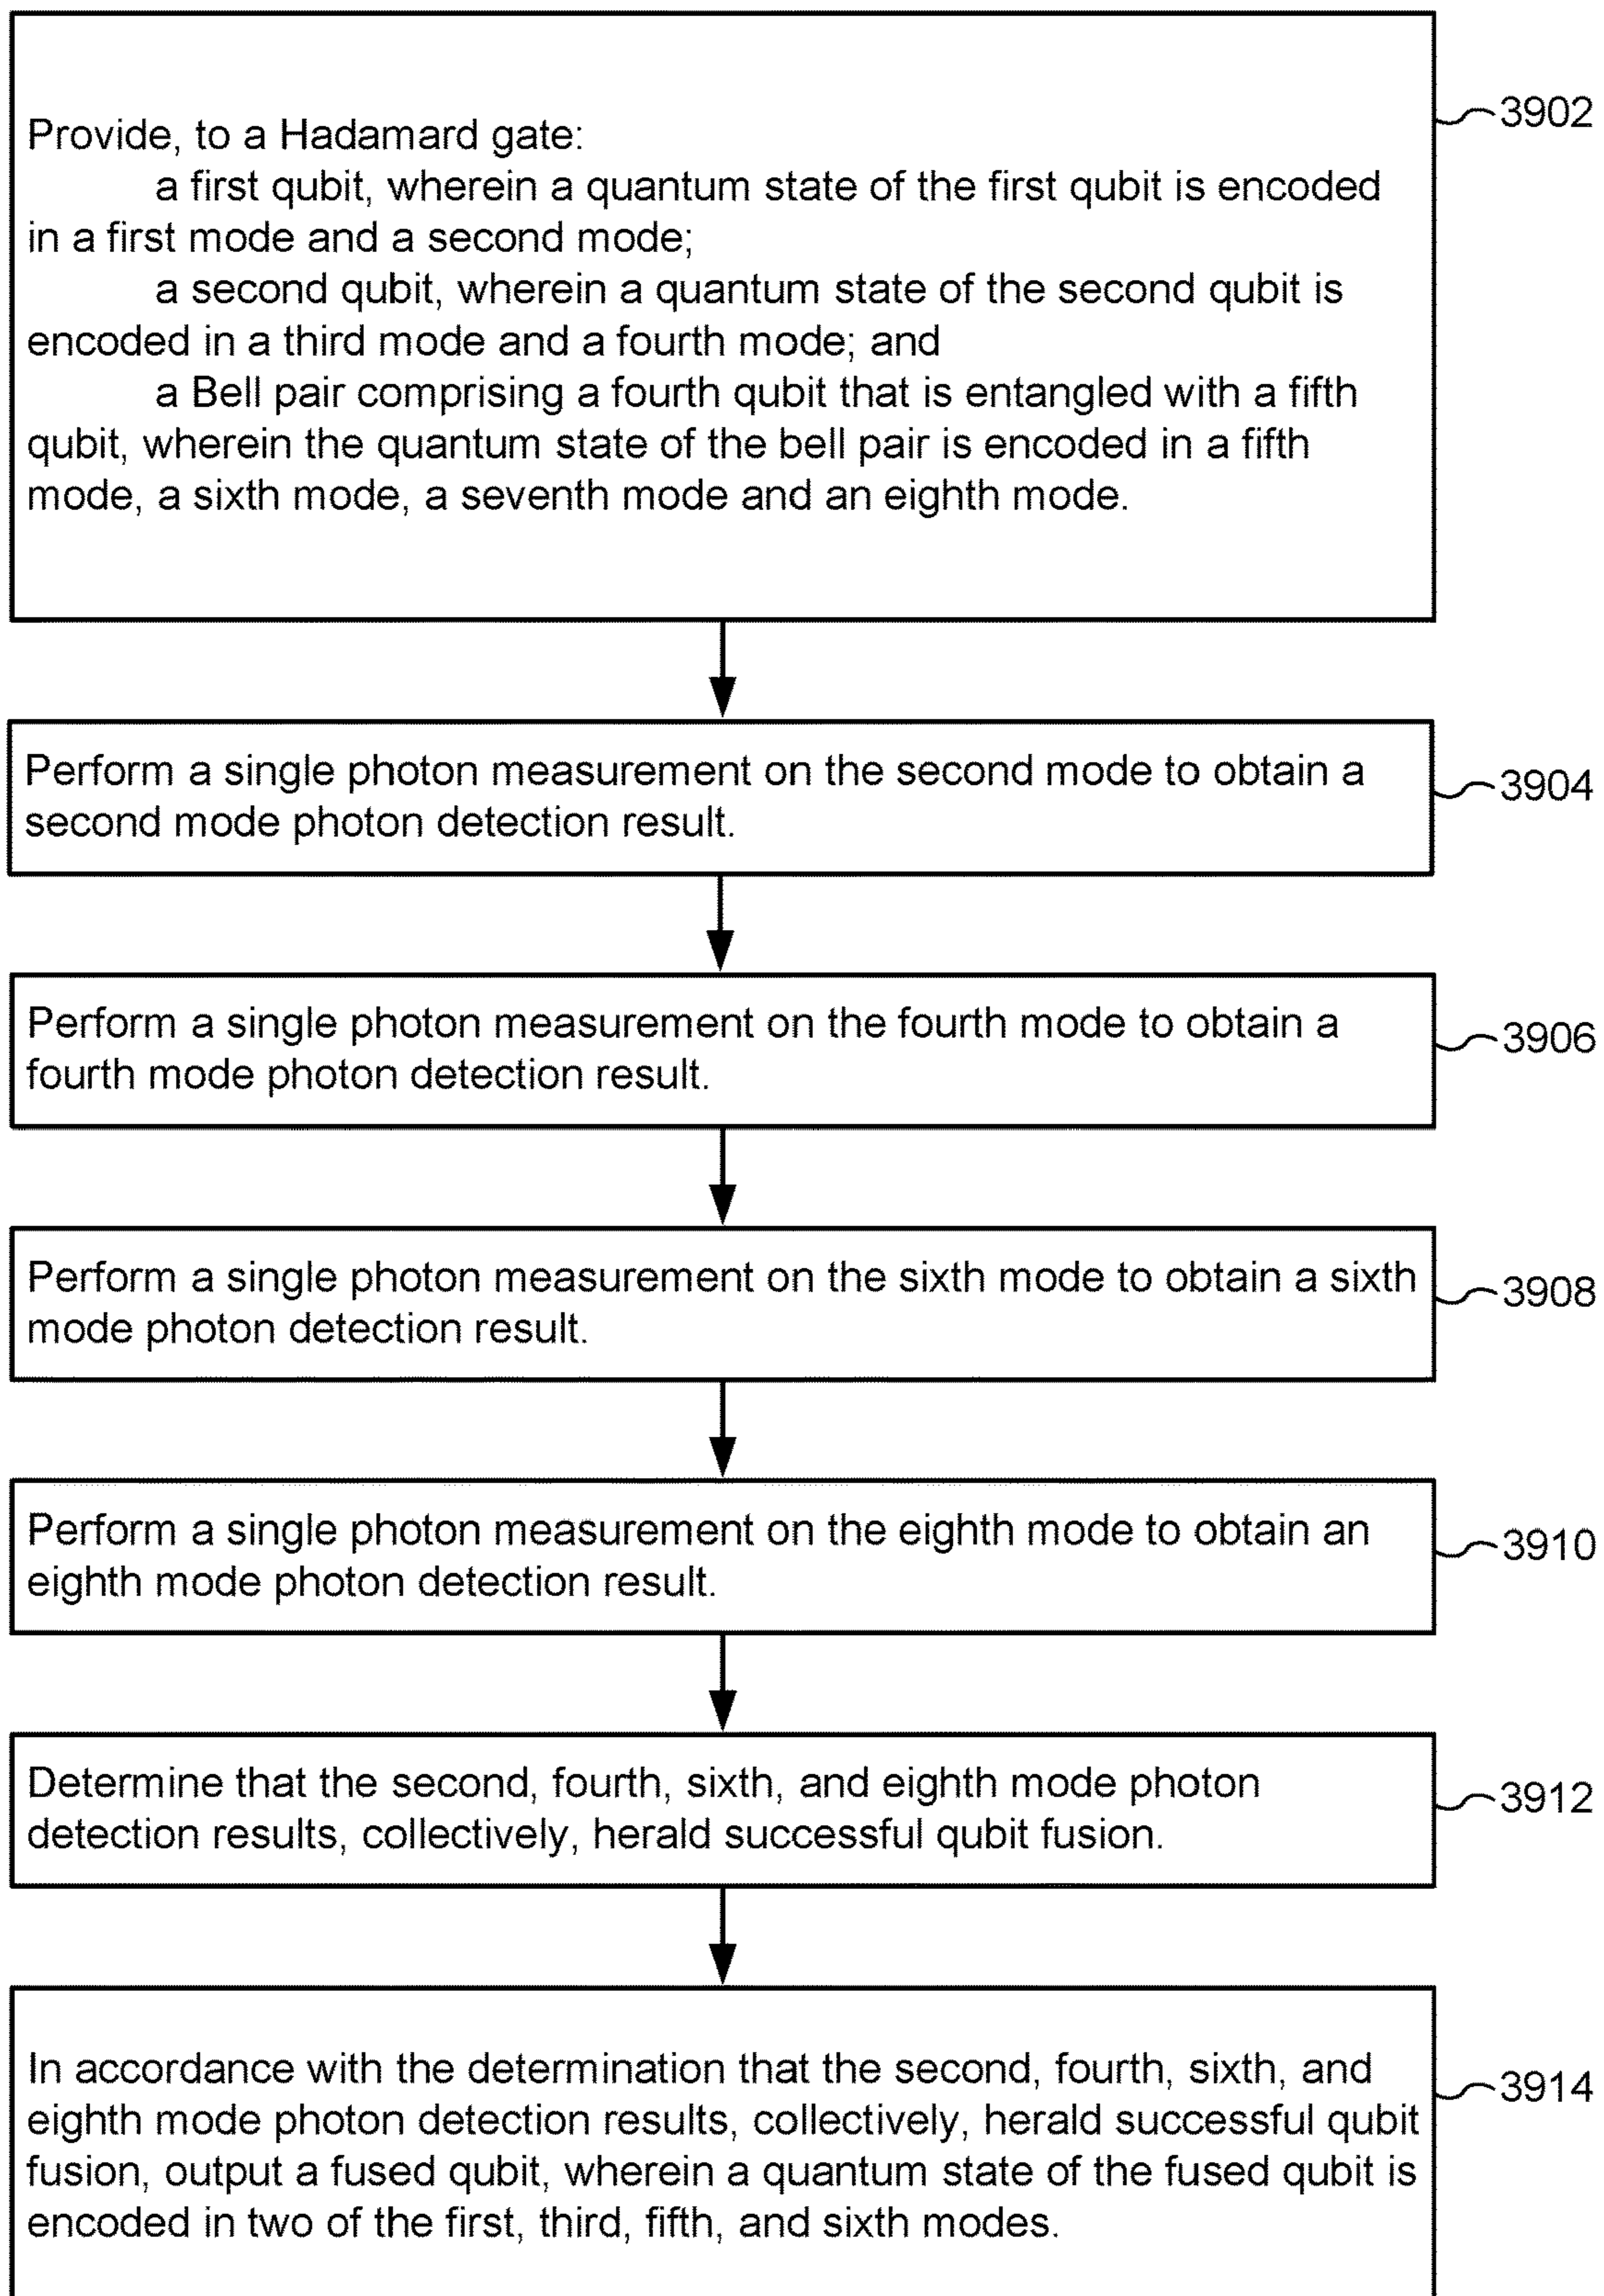 Provide, to a Hadamard gate:
a first qubit, wherein a quantum state of the first qubit is encoded
in a first mode and a second mode;
a second qubit, wherein a quantum state of the second qubit is
encoded in a third mode and a fourth mode; and
a Bell pair comprising a fourth qubit that is entangled with a fifth
qubit, wherein the quantum state of the bell pair is encoded in a fifth
mode, a sixth mode, a seventh mode and an eighth mode.
3902
Perform a single photon measurement on the second mode to obtain a
second mode photon detection result.
3904
Perform a single photon measurement on the fourth mode to obtain a
fourth mode photon detection result.
3906
Perform a single photon measurement on the sixth mode to obtain a sixth
mode photon detection result.
3908
Perform a single photon measurement on the eighth mode to obtain an
eighth mode photon detection result.
3910
Determine that the second, fourth, sixth, and eighth mode photon
detection results, collectively, herald successful qubit fusion.
3912
In accordance with the determination that the second, fourth, sixth, and
eighth mode photon detection results, collectively, herald successful qubit
fusion, output a fused qubit, wherein a quantum state of the fused qubit is
encoded in two of the first, third, fifth, and sixth modes.
3914